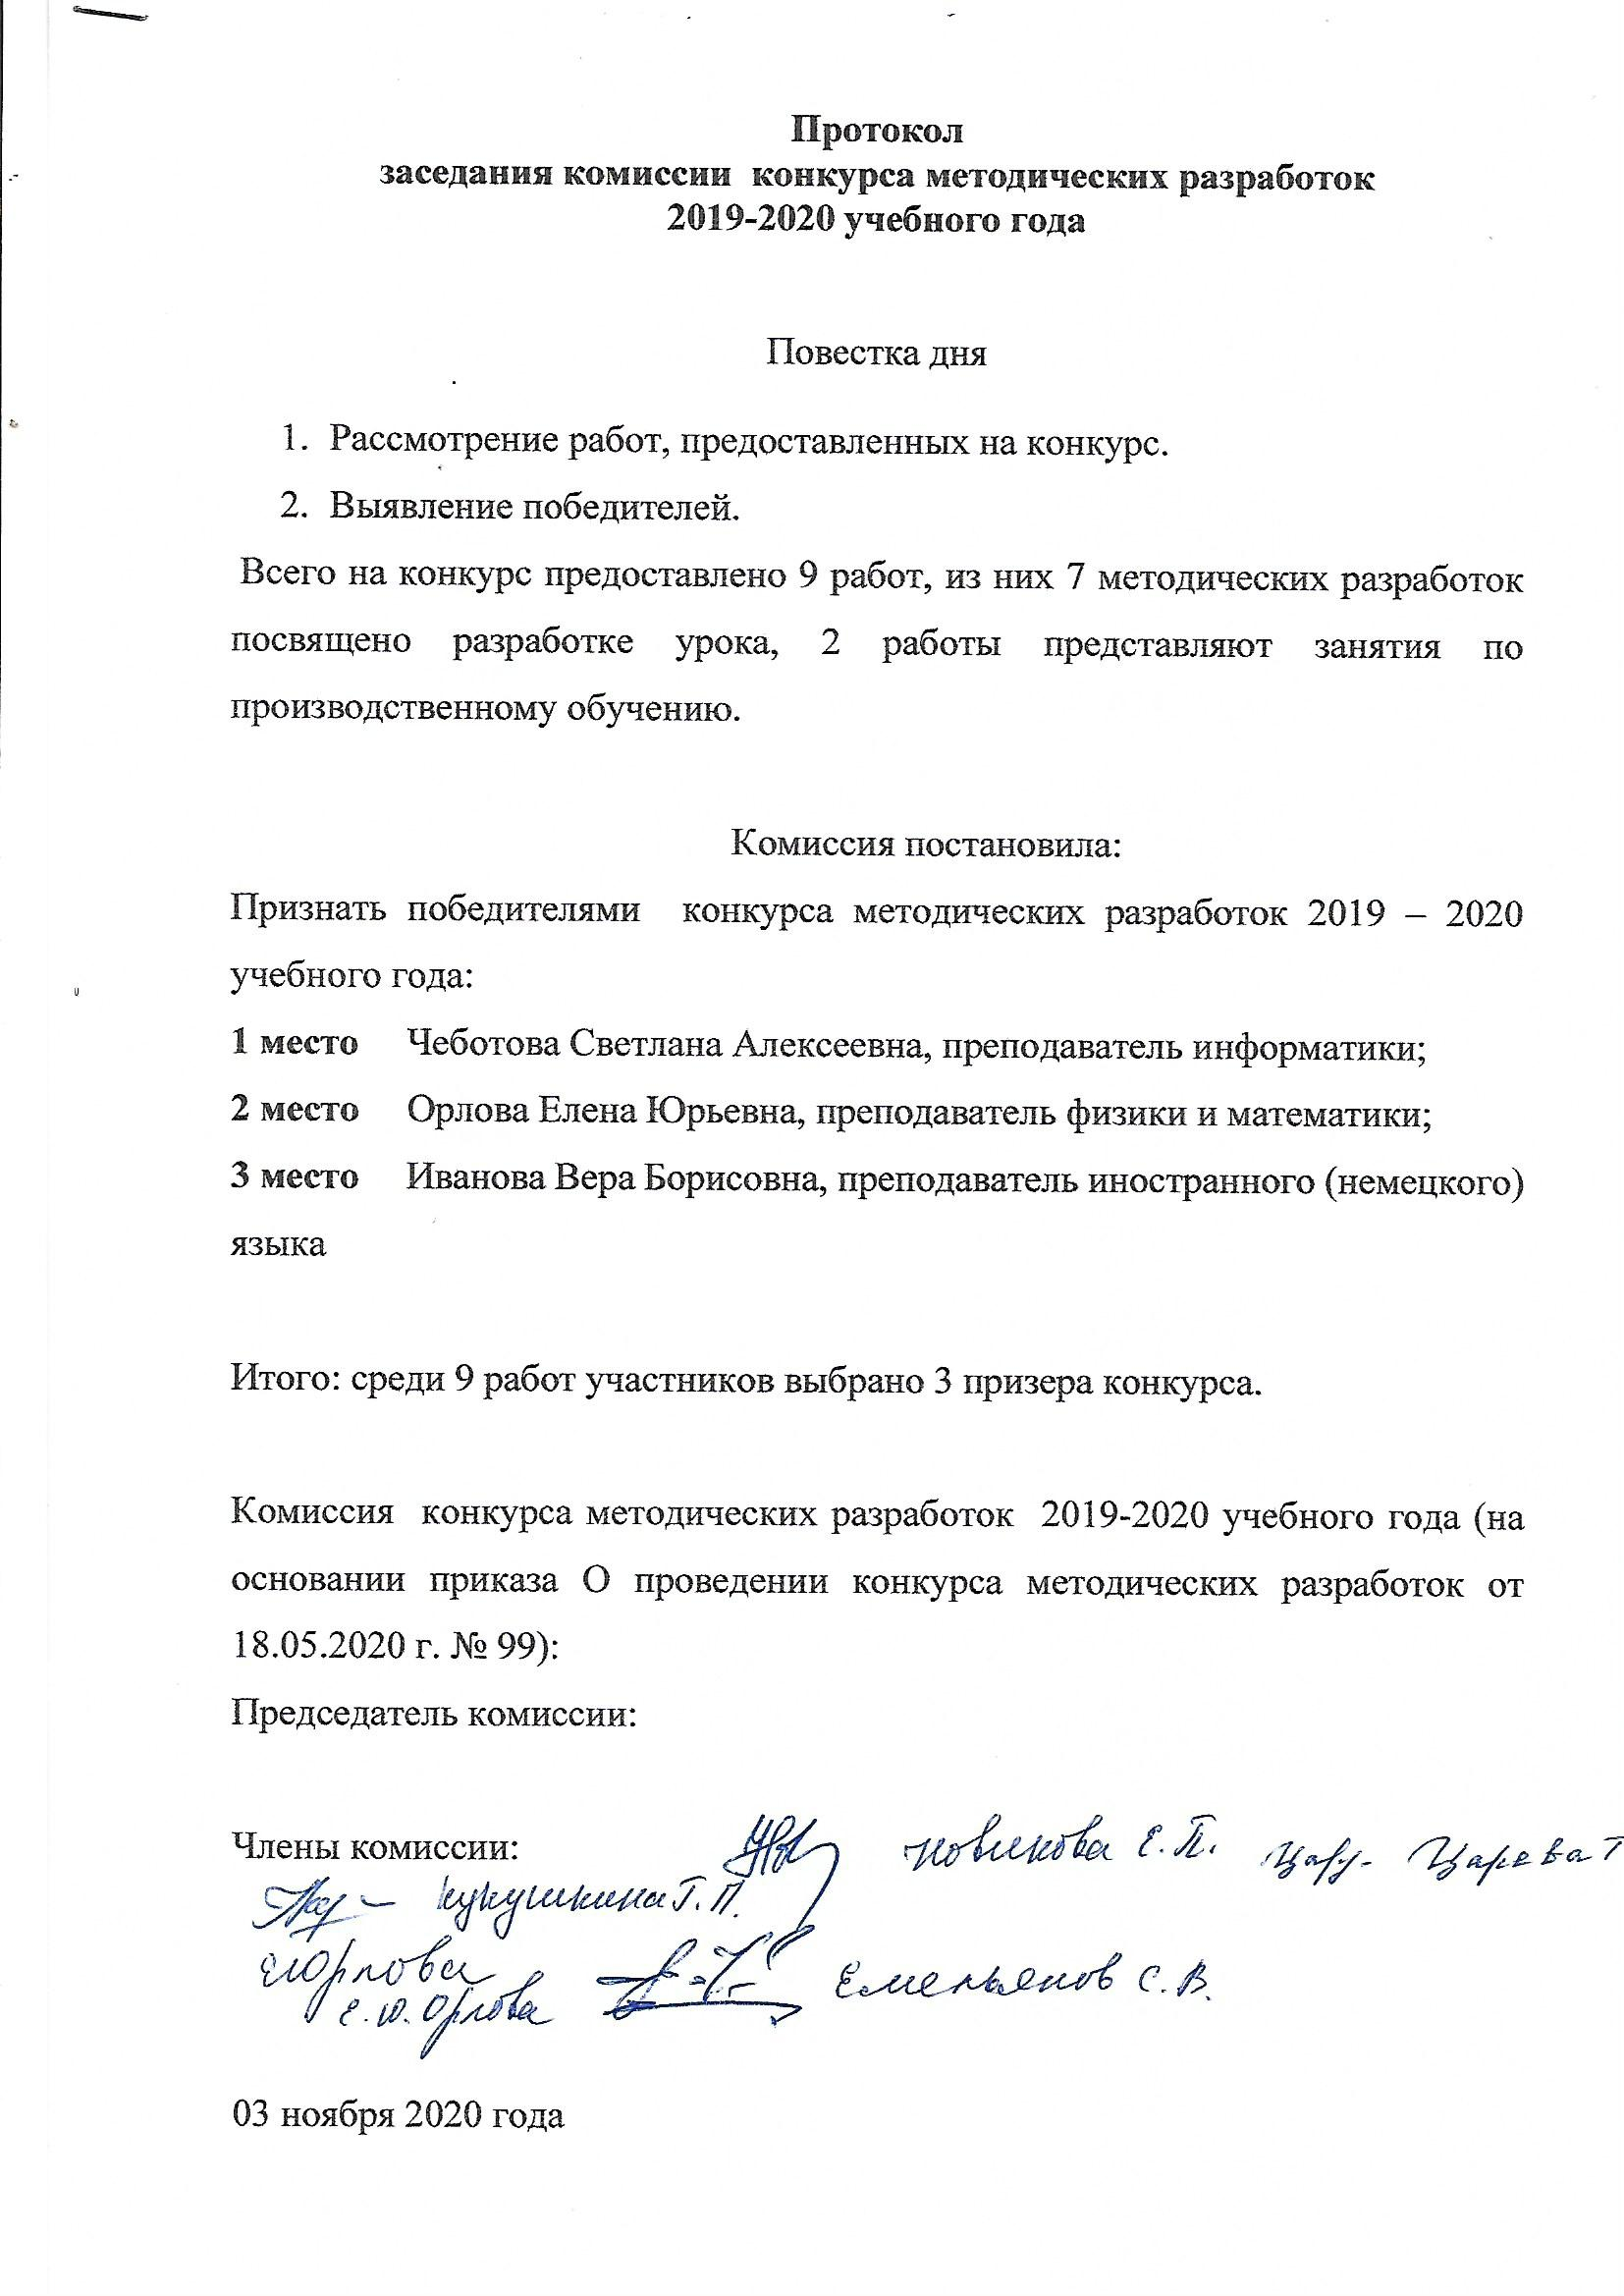 Протокол
заседания комиссии конкурса методических разработок
2019-2020 учебного года
Повестка дня
1. Рассмотрение работ, предоставленных на конкурс.
2. Выявление победителей.
Всего на конкурс предоставлено 9 работ, из них 7 методических разработок
посвящено разработке урока, 2 работы представляют занятия по
производственному обучению.
Комиссия постановила:
Признать победителями конкурса методических разработок 2019 – 2020
учебного года:
1 место Чеботова Светлана Алексеевна, преподаватель информатики;
2 место Орлова Елена Юрьевна, преподаватель физики и математики;
3 место Иванова Вера Борисовна, преподаватель иностранного (немецкого)
языка
Итого: среди 9 работ участников выбрано 3 призера конкурса.
Комиссия конкурса методических разработок 2019-2020 учебного года (на
основании приказа О проведении конкурса методических разработок от
18.05.2020 г. № 99):
Председатель комиссии:
Члены комиссии: Новикова Е.П. Царева Т
Кукушкина Г.П.
Е.Ю. Орлова Емельянов С.В.
03 ноября 2020 года